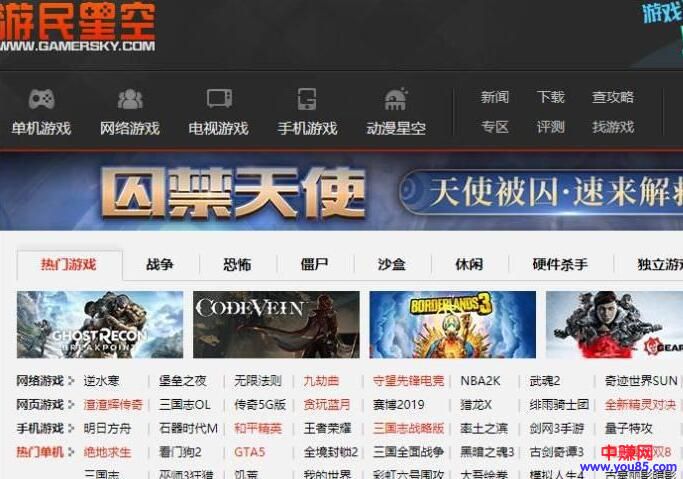 游民星空
WWW.GAMERSKY.COM
游戏
单机游戏 网络游戏 电视游戏 手机游戏 动漫星空
新闻 下载 查攻略
专区 评测 找游戏
囚禁天使
天使被囚·速来解救
热门游戏 战争 恐怖 僵尸 沙盒 休闲 硬件杀手 独立游
GHOST RECON
BREAKPOINT
CODE VEIN
BORDERLANDS 3
GEAR
网络游戏 逆水寒 堡垒之夜 无限法则 九劫曲 守望先锋电竞 NBA2K 武魂2 奇迹世界SUN
网页游戏 渣渣辉传奇 三国志OL 传奇5G版 贪玩蓝月 赛博2019 猎龙X 绯雨骑士团 全新精灵对决
手机游戏 明日方舟 石器时代M 和平精英 王者荣耀 三国志战略版 率土之滨 剑网3手游 量子特攻
热门单机 绝地求生 看门狗2 GTA5 全境封锁2 三国全面战争 黑暗之魂3 古剑奇谭3 双8
三国志 巫师3狂猎 饥荒 我的世界 彩虹六号围攻 大圣绘卷 模拟人生4 古墓丽影暗影
中赚网
www.you85.com